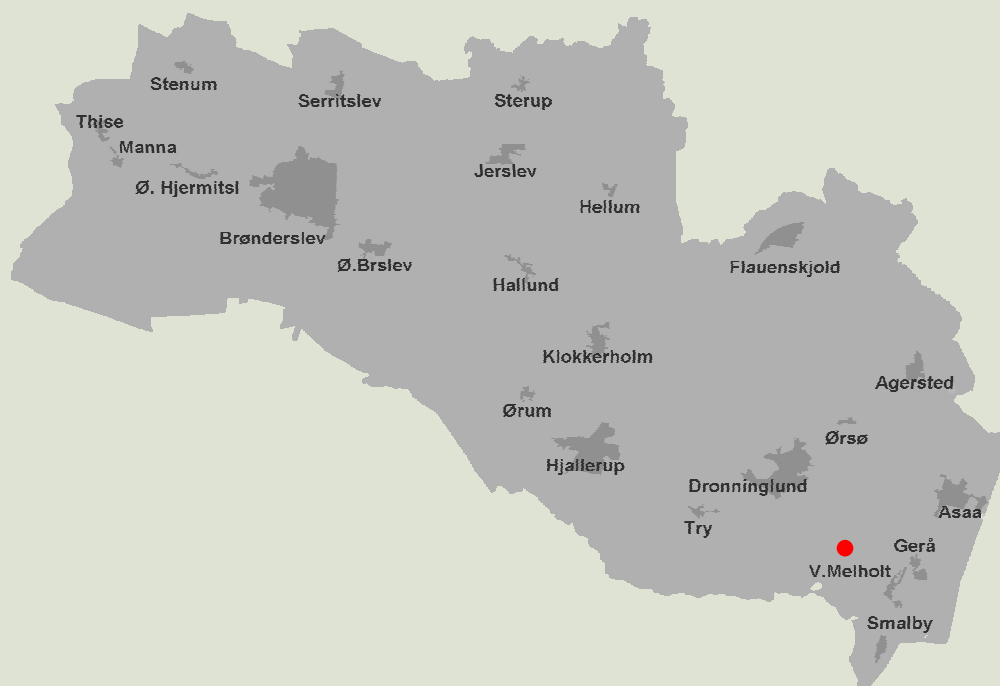 Stenum
Serritslev
Sterup
Thise
Manna
Jerslev
Ø. Hjermitsl
Hellum
Brønderslev
Ø.Brslev
Flauenskjold
Hallund
Klokkerholm
Agersted
Ørum
Ørsø
Hjallerup
Dronninglund
Asaa
Try
Gerå
V.Melholt
Smalby